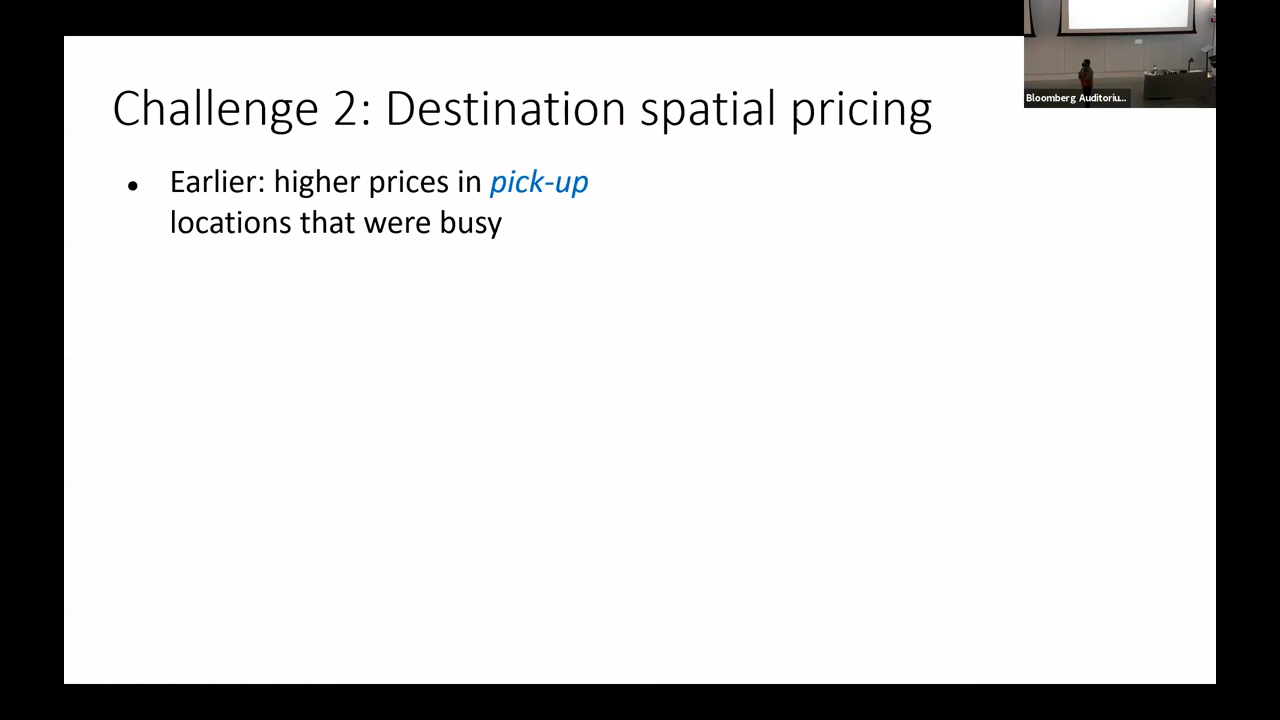 Challenge 2: Destination spatial pricing
● Earlier: higher prices in pick-up
locations that were busy
Bloomberg Auditoriu...